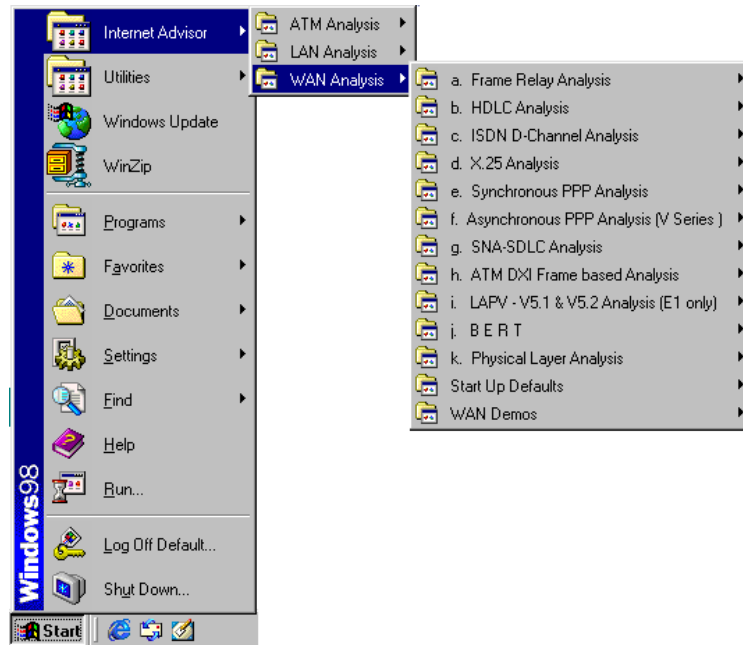 Internet Advisor
Utilities
Windows Update
WinZip
Programs
Favorites
Documents
Settings
Find
Help
Run...
Log Off Default...
Shut Down...
Windows98
Start
ATM Analysis
LAN Analysis
WAN Analysis
a. Frame Relay Analysis
b. HDLC Analysis
c. ISDN D-Channel Analysis
d. X.25 Analysis
e. Synchronous PPP Analysis
f. Asynchronous PPP Analysis (V Series )
g. SNA-SDLC Analysis
h. ATM DXI Frame based Analysis
i. LAPV - V5.1 & V5.2 Analysis (E1 only)
j. B E R T
k. Physical Layer Analysis
Start Up Defaults
WAN Demos